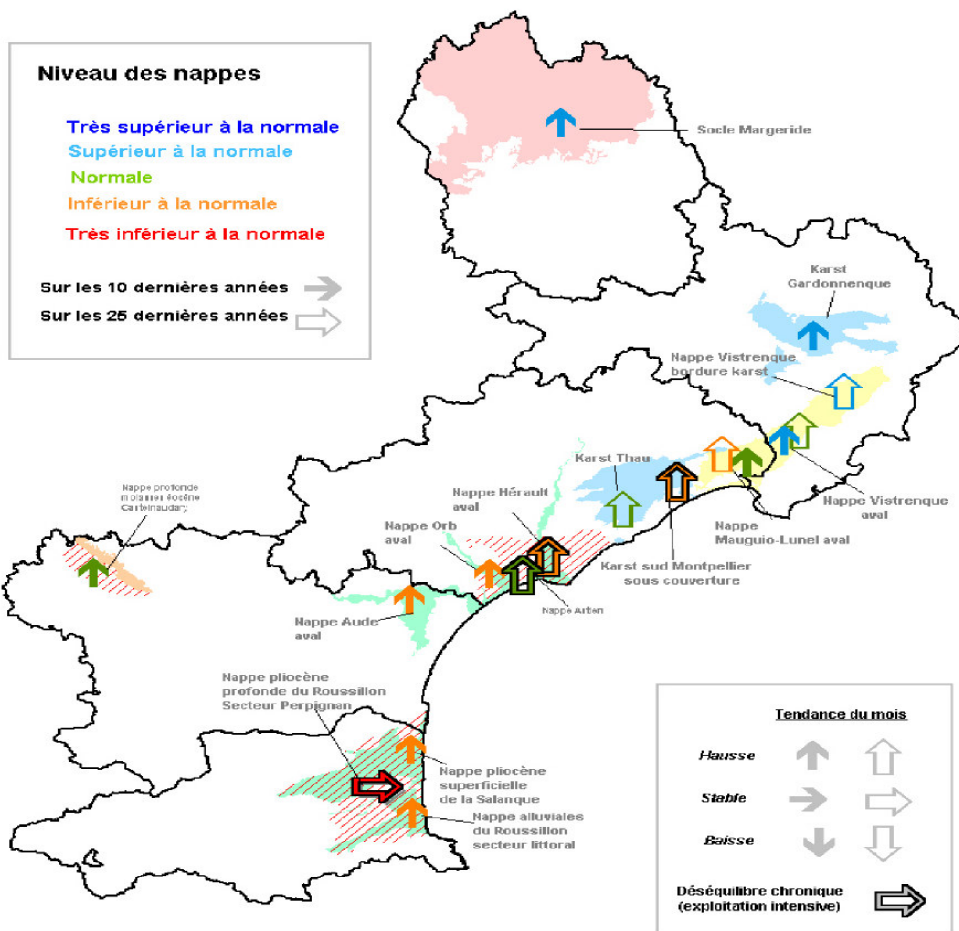 Niveau des nappes
Très supérieur à la normale
Supérieur à la normale
Normale
Inférieur à la normale
Très inférieur à la normale
Sur les 10 dernières années
Sur les 25 dernières années
Socle Margeride
Karst
Gardonnenque
Nappe Vistrenque
bordure karst
Karst Thau
Nappe Hérault
aval
Nappe profonde
éocène
Nappe Orb
aval
Nappe Vistrenque
aval
Nappe
Mauguio-Lunel aval
Karst sud Montpellier
sous couverture
Nappe
Nappe Aude
aval
Nappe pliocène
profonde du Roussillon
Secteur Perpignan
Nappe pliocène
superficielle
de la Salanque
Nappe alluviales
du Roussillon
secteur littoral
Tendance du mois
Hausse
Stable
Baisse
Déséquilibre chronique
(exploitation intensive)